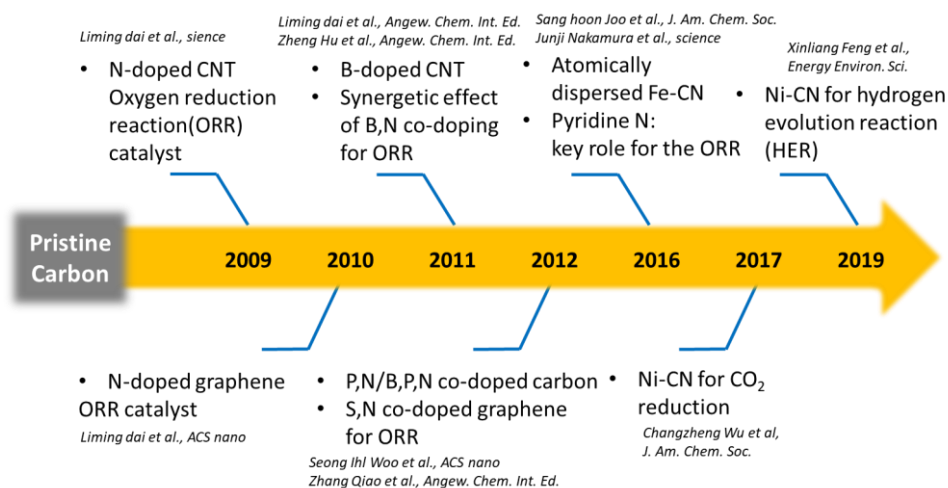 Liming dai et al., sience
• N-doped CNT
Oxygen reduction
reaction(ORR)
catalyst
Liming dai et al., Angew. Chem. Int. Ed.
Zheng Hu et al., Angew. Chem. Int. Ed.
• B-doped CNT
• Synergetic effect
of B,N co-doping
for ORR
Sang hoon Joo et al., J. Am. Chem. Soc.
Junji Nakamura et al., science
• Atomically
dispersed Fe-CN
• Pyridine N:
key role for the ORR
Xinliang Feng et al.,
Energy Environ. Sci.
• Ni-CN for hydrogen
evolution reaction
(HER)
Pristine
Carbon
2009 2010 2011 2012 2016 2017 2019
• N-doped graphene
ORR catalyst
Liming dai et al., ACS nano
• P,N/B,P,N co-doped carbon
• S,N co-doped graphene
for ORR
Seong Ihl Woo et al., ACS nano
Zhang Qiao et al., Angew. Chem. Int. Ed.
• Ni-CN for CO₂
reduction
Changzheng Wu et al,
J. Am. Chem. Soc.